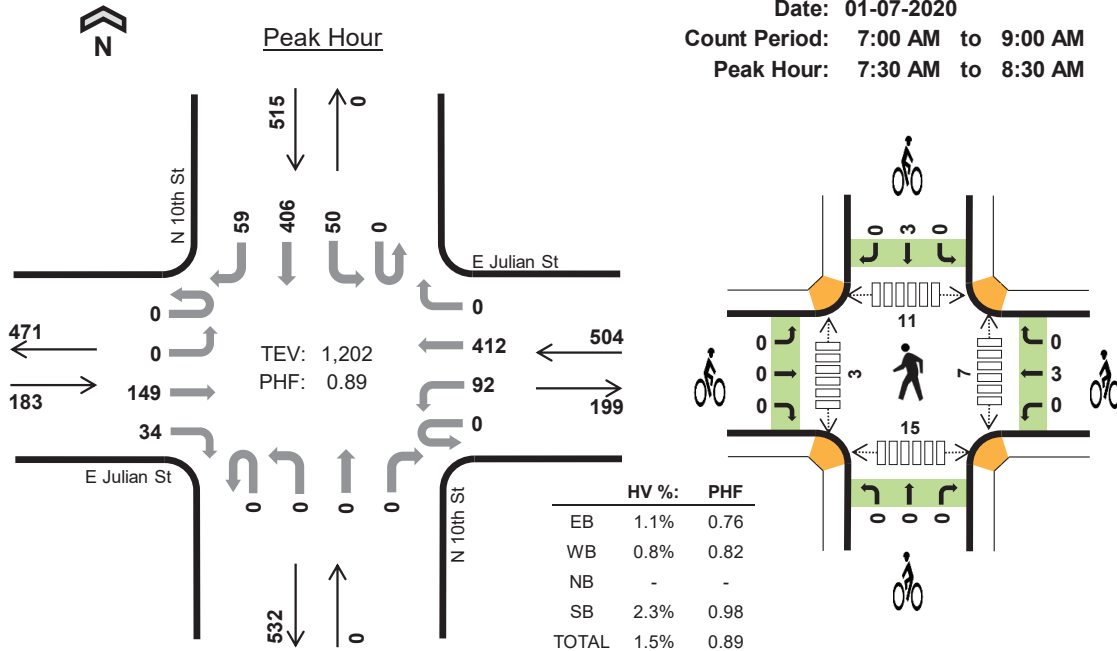 N
Peak Hour
Date: 01-07-2020
Count Period: 7:00 AM to 9:00 AM
Peak Hour: 7:30 AM to 8:30 AM
515
0
N 10th St
59
406
50
0
E Julian St
0
0
149
34
471
183
TEV: 1,202
PHF: 0.89
0
412
92
0
504
199
E Julian St
0
0
0
0
N 10th St
532
0
HV %: PHF
EB 1.1% 0.76
WB 0.8% 0.82
NB - -
SB 2.3% 0.98
TOTAL 1.5% 0.89
0 3 0
11
0
0
0
3
7
0
3
0
15
0 0 0